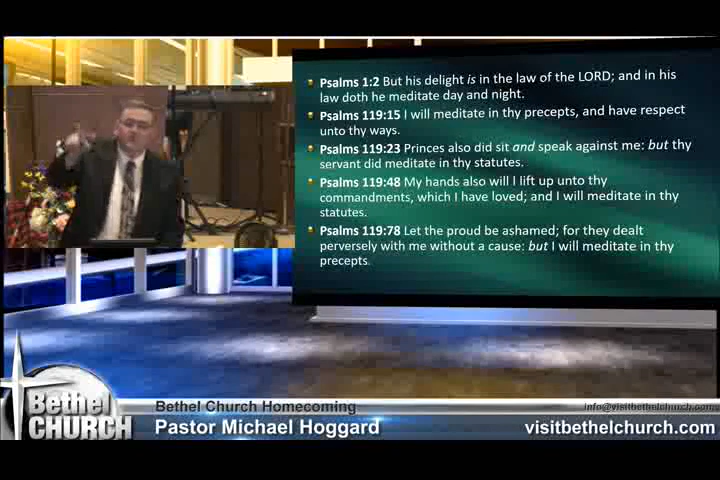 Psalms 1:2 But his delight is in the law of the LORD; and in his
law doth he meditate day and night.
Psalms 119:15 I will meditate in thy precepts, and have respect
unto thy ways.
Psalms 119:23 Princes also did sit and speak against me: but thy
servant did meditate in thy statutes.
Psalms 119:48 My hands also will I lift up unto thy
commandments, which I have loved; and I will meditate in thy
statutes.
Psalms 119:78 Let the proud be ashamed; for they dealt
perversely with me without a cause: but I will meditate in thy
precepts.
Bethel
CHURCH
Bethel Church Homecoming
info@visitbethelchurch.com
Pastor Michael Hoggard
visitbethelchurch.com